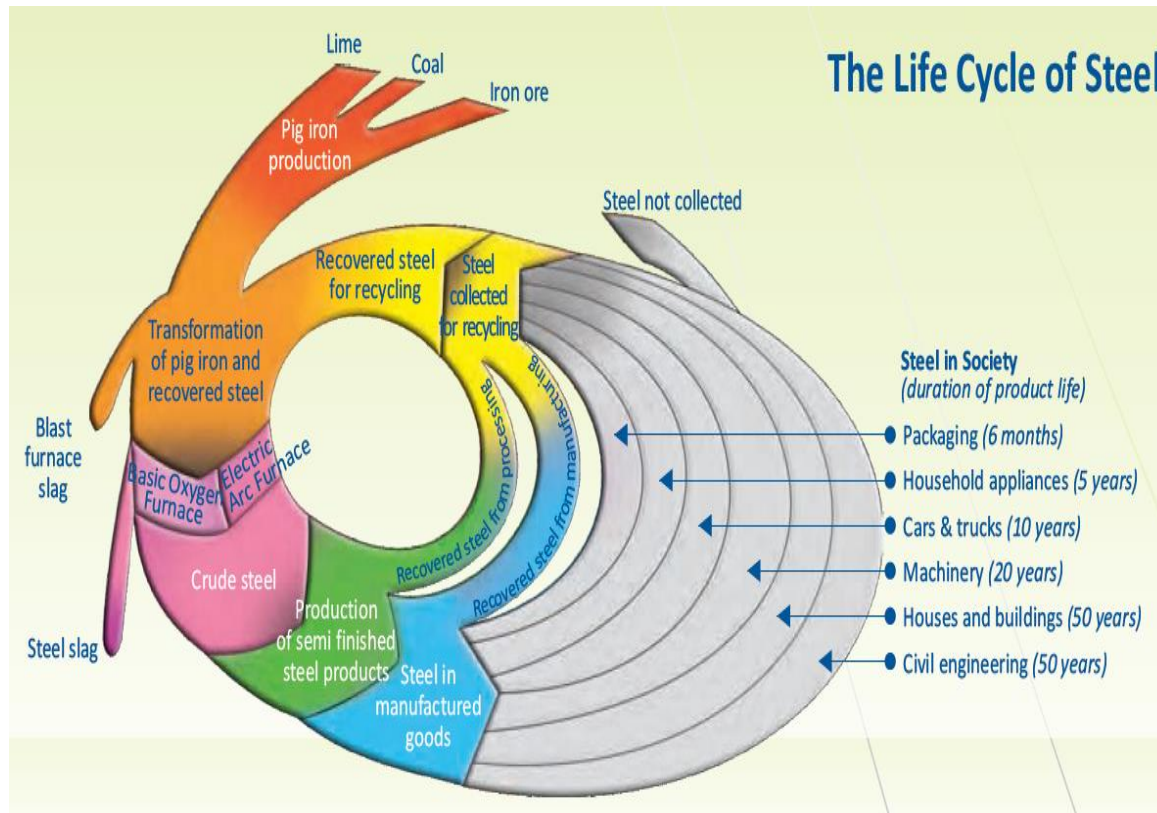 The Life Cycle of Steel
Lime
Coal
Iron ore
Pig iron
production
Steel not collected
Recovered steel
for recycling
Steel
collected
for recycling
Transformation
of pig iron and
recovered steel
Blast
furnace
slag
Basic Oxygen
Furnace
Electric
Arc Furnace
Recovered steel from processing
Recovered steel from manufacturing
Crude steel
Steel slag
Production
of semi finished
steel products
Steel in
manufactured
goods
Steel in Society
(duration of product life)
Packaging (6 months)
Household appliances (5 years)
Cars & trucks (10 years)
Machinery (20 years)
Houses and buildings (50 years)
Civil engineering (50 years)